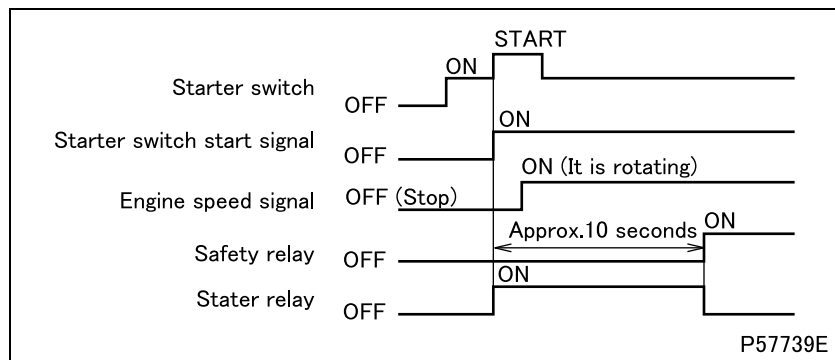 START
ON
Starter switch
OFF
ON
Starter switch start signal
OFF
ON (It is rotating)
Engine speed signal
OFF (Stop)
Approx.10 seconds
ON
Safety relay
OFF
ON
Stater relay
OFF
P57739E